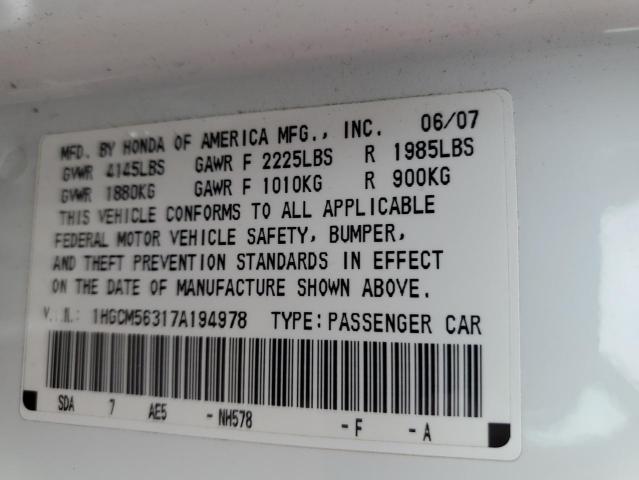 MFD. BY HONDA OF AMERICA MFG., INC. 06/07
GVWR 4145LBS GAWR F 2225LBS R 1985LBS
GVWR 1880KG GAWR F 1010KG R 900KG
THIS VEHICLE CONFORMS TO ALL APPLICABLE
FEDERAL MOTOR VEHICLE SAFETY, BUMPER,
AND THEFT PREVENTION STANDARDS IN EFFECT
ON THE DATE OF MANUFACTURE SHOWN ABOVE.
V.I.N.: 1HGCM56317A194978 TYPE:PASSENGER CAR
SDA 7 AE5 -NH578 -F -A